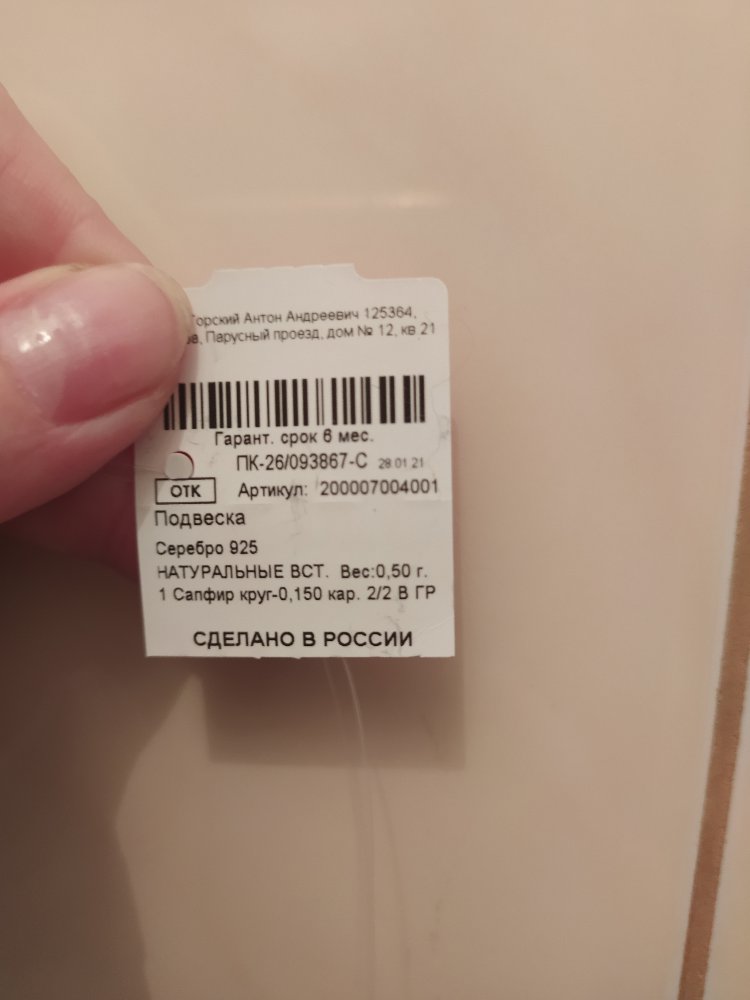 Антон Андреевич 125364,
Парусный проезд, дом № 12, кв 21
Гарант. срок 6 мес.
ПК-26/093867-С 28 01 21
ОТК Артикул: 200007004001
Подвеска
Серебро 925
НАТУРАЛЬНЫЕ ВСТ. Вес:0,50 г.
1 Сапфир круг-0,150 кар. 2/2 В ГР
СДЕЛАНО В РОССИИ